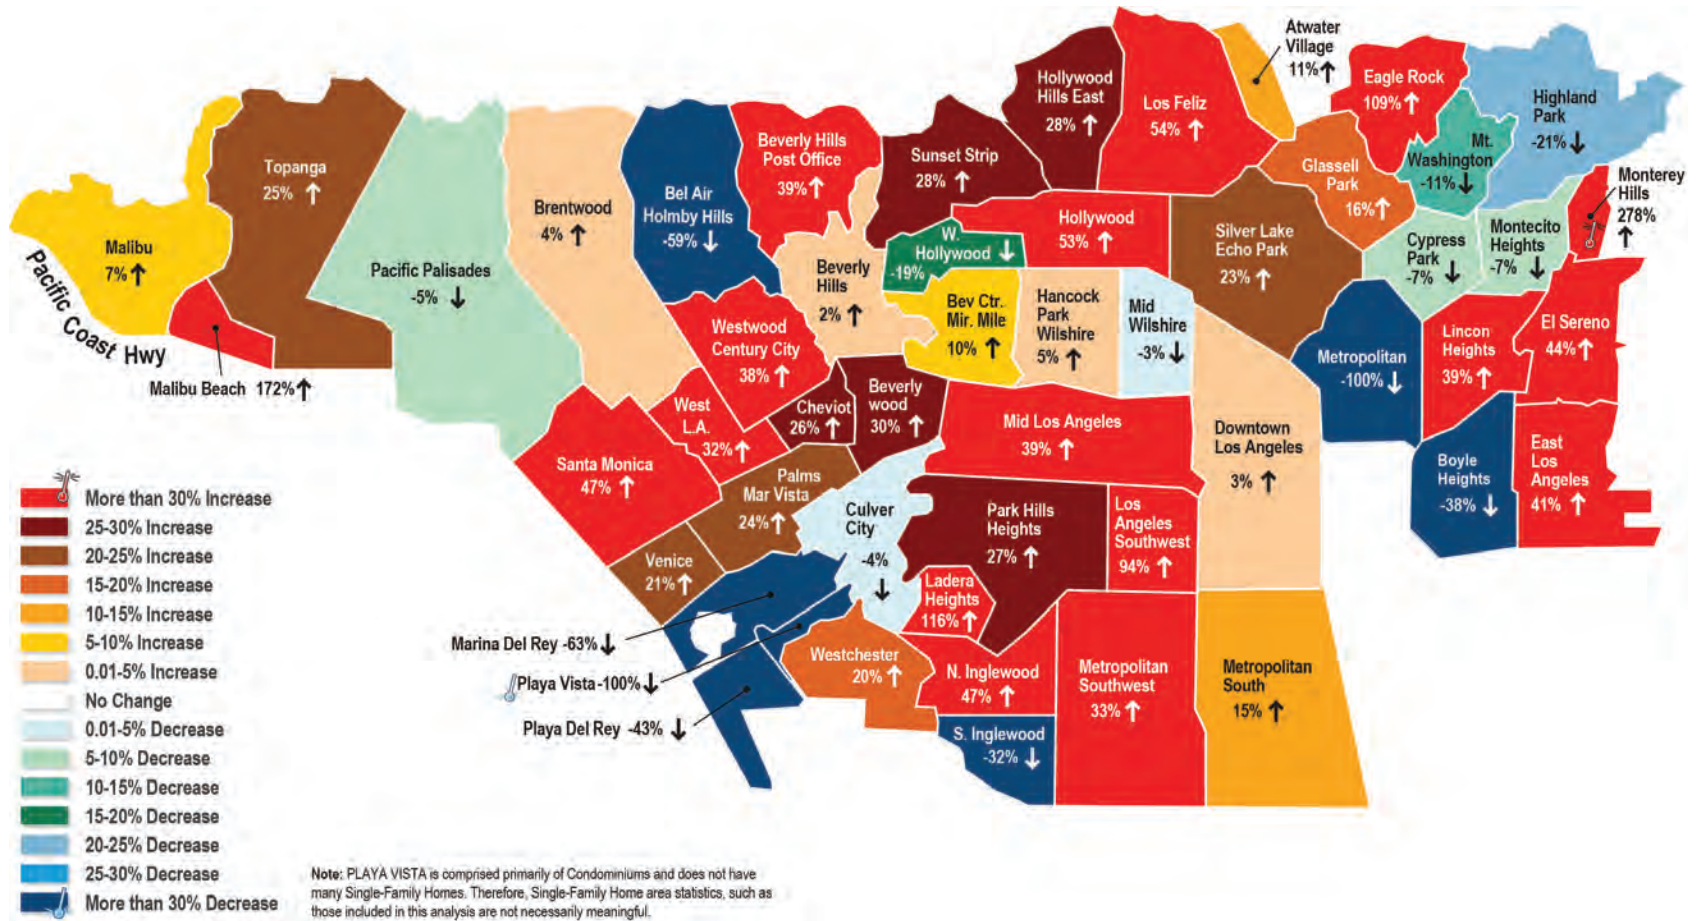 Atwater
Village
11%
Hollywood
Hills East
28%
Los Feliz
54%
Eagle Rock
109%
Highland
Park
-21%
Mt.
Washington
-11%
Monterey
Hills
278%
Topanga
25%
Beverly Hills
Post Office
39%
Sunset Strip
28%
Glassell
Park
16%
Brentwood
4%
Bel Air
Holmby Hills
-59%
Hollywood
53%
Silver Lake
Echo Park
23%
Cypress
Park
-7%
Montecito
Heights
-7%
Malibu
7%
Pacific Palisades
-5%
Beverly
Hills
2%
W.
Hollywood
-19%
Bev Ctr.
Mir. Mile
10%
Hancock
Park
Wilshire
5%
Mid
Wilshire
-3%
Pacific Coast Hwy
Malibu Beach 172%
Westwood
Century City
38%
Metropolitan
-100%
Lincon
Heights
39%
El Sereno
44%
West
L.A.
32%
Cheviot
26%
Beverly
wood
30%
Mid Los Angeles
39%
Downtown
Los Angeles
3%
Boyle
Heights
-38%
East
Los
Angeles
41%
Santa Monica
47%
Palms
Mar Vista
24%
Culver
City
-4%
Park Hills
Heights
27%
Los
Angeles
Southwest
94%
Venice
21%
Ladera
Heights
116%
Marina Del Rey -63%
Playa Vista -100%
Playa Del Rey -43%
Westchester
20%
N. Inglewood
47%
S. Inglewood
-32%
Metropolitan
Southwest
33%
Metropolitan
South
15%
More than 30% Increase
25-30% Increase
20-25% Increase
15-20% Increase
10-15% Increase
5-10% Increase
0.01-5% Increase
No Change
0.01-5% Decrease
5-10% Decrease
10-15% Decrease
15-20% Decrease
20-25% Decrease
25-30% Decrease
More than 30% Decrease
Note: PLAYA VISTA is comprised primarily of Condominiums and does not have
many Single-Family Homes. Therefore, Single-Family Home area statistics, such as
those included in this analysis are not necessarily meaningful.